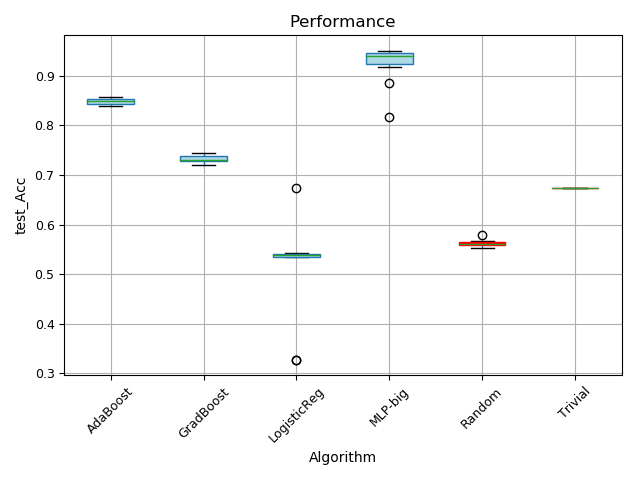 Performance
test_Acc
0.9
0.8
0.7
0.6
0.5
0.4
0.3
AdaBoost
GradBoost
LogisticReg
MLP-big
Random
Trivial
Algorithm